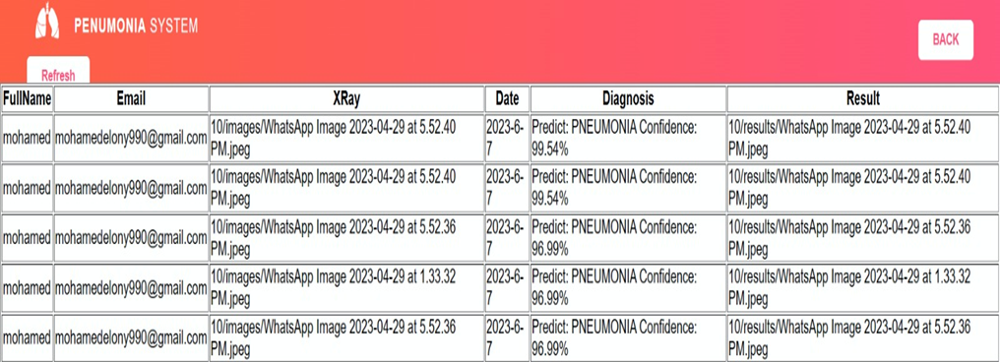 PENUMONIA SYSTEM
BACK
Refresh
FullName Email XRay Date Diagnosis Result
mohamed mohamedelony990@gmail.com 10/images/WhatsApp Image 2023-04-29 at 5.52.40 PM.jpeg 2023-6-7 Predict: PNEUMONIA Confidence: 99.54% 10/results/WhatsApp Image 2023-04-29 at 5.52.40 PM.jpeg
mohamed mohamedelony990@gmail.com 10/images/WhatsApp Image 2023-04-29 at 5.52.40 PM.jpeg 2023-6-7 Predict: PNEUMONIA Confidence: 99.54% 10/results/WhatsApp Image 2023-04-29 at 5.52.40 PM.jpeg
mohamed mohamedelony990@gmail.com 10/images/WhatsApp Image 2023-04-29 at 5.52.36 PM.jpeg 2023-6-7 Predict: PNEUMONIA Confidence: 96.99% 10/results/WhatsApp Image 2023-04-29 at 5.52.36 PM.jpeg
mohamed mohamedelony990@gmail.com 10/images/WhatsApp Image 2023-04-29 at 1.33.32 PM.jpeg 2023-6-7 Predict: PNEUMONIA Confidence: 96.99% 10/results/WhatsApp Image 2023-04-29 at 1.33.32 PM.jpeg
mohamed mohamedelony990@gmail.com 10/images/WhatsApp Image 2023-04-29 at 5.52.36 PM.jpeg 2023-6-7 Predict: PNEUMONIA Confidence: 96.99% 10/results/WhatsApp Image 2023-04-29 at 5.52.36 PM.jpeg